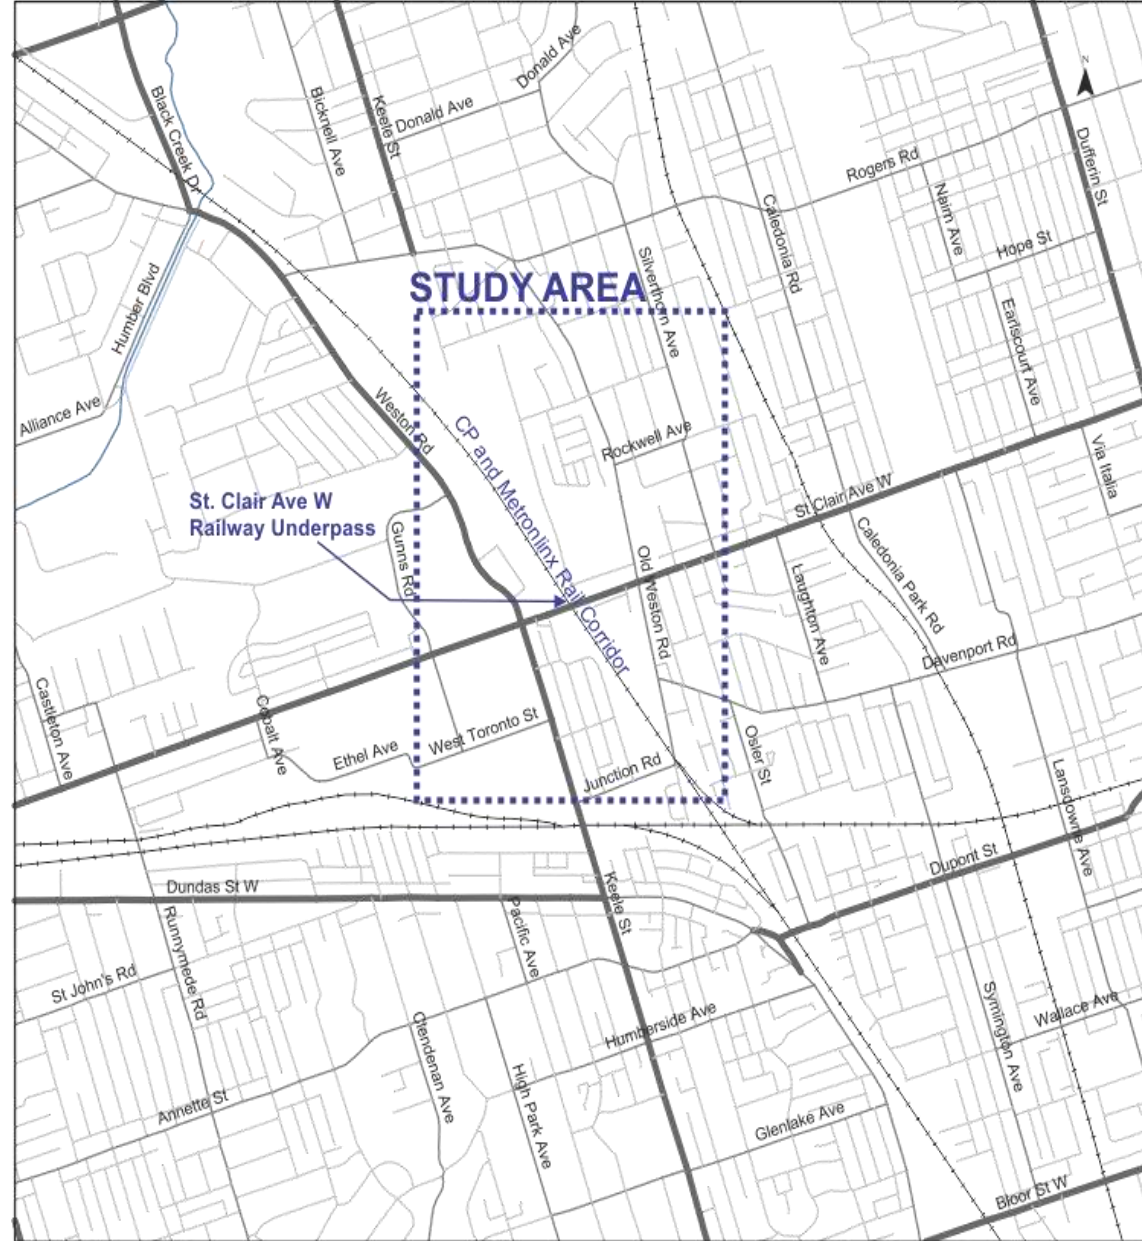 Donald Ave
Black Creek Dr
Bicknell Ave
Keele St
Donald Ave
N
Dufferin St
Rogers Rd
Nairn Ave
Caledonia Rd
Hope St
Silverthorn Ave
Humber Blvd
STUDY AREA
Earlscourt Ave
Alliance Ave
Weston Rd
CP and Metronlinx Rail Corridor
Rockwell Ave
Via Italia
St. Clair Ave W
Railway Underpass
St Clair Ave W
Gunns Rd
Old Weston Rd
Laughton Ave
Caledonia Park Rd
Davenport Rd
Castleton Ave
Cobalt Ave
Ethel Ave
West Toronto St
Junction Rd
Osler St
Lansdowne Ave
Dupont St
Dundas St W
Keele St
Pacific Ave
Runnymede Rd
St John's Rd
Symington Ave
Wallace Ave
Humberside Ave
Glendenan Ave
High Park Ave
Annette St
Glenlake Ave
Bloor St W